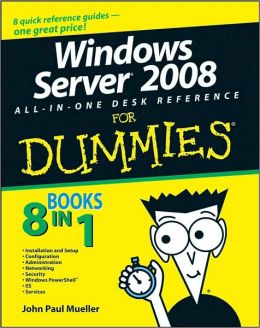 8 quick reference guides —
one great price!
Windows
Server® 2008
ALL-IN-ONE DESK REFERENCE
FOR
DUMMIES®
8 BOOKS
IN 1
• Installation and Setup
• Configuration
• Administration
• Networking
• Security
• Windows PowerShell™
• IIS
• Services
John Paul Mueller